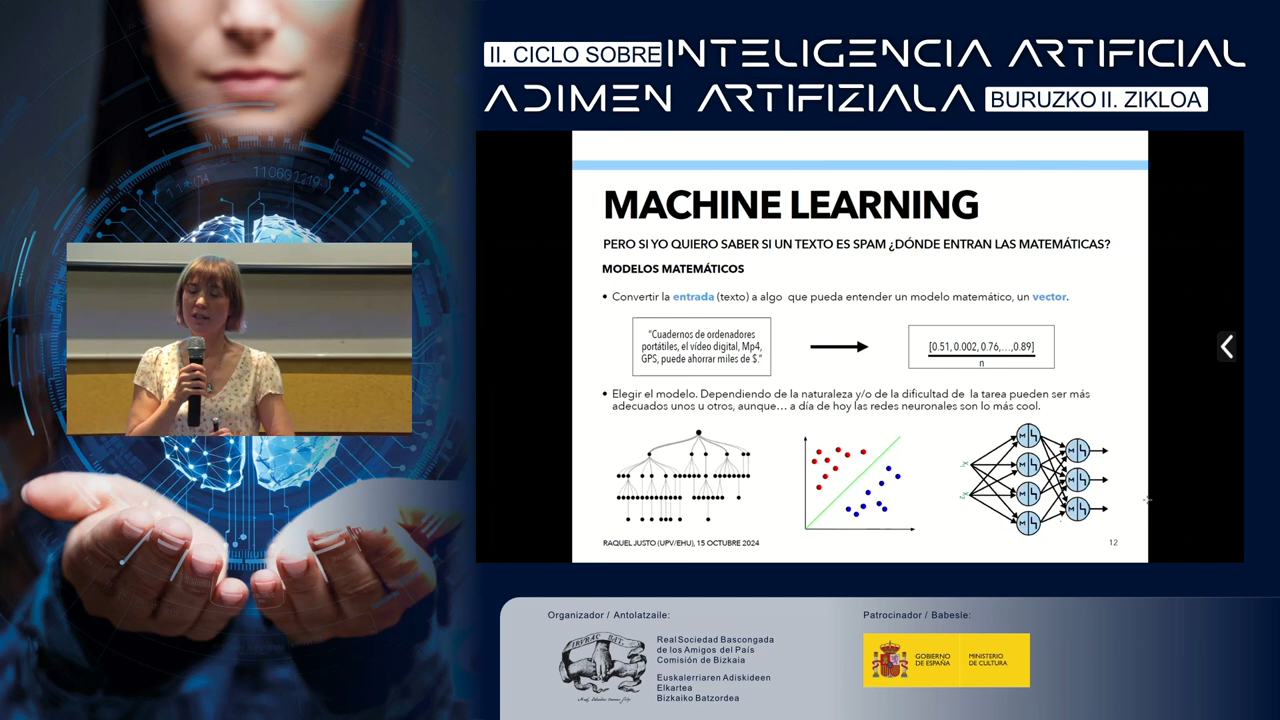 II. CICLO SOBRE INTELIGENCIA ARTIFICIAL
ADIMEN ARTIFIZIALA BURUZKO II. ZIKLOA
MACHINE LEARNING
PERO SI YO QUIERO SABER SI UN TEXTO ES SPAM ¿DÓNDE ENTRAN LAS MATEMÁTICAS?
MODELOS MATEMÁTICOS
• Convertir la entrada (texto) a algo que pueda entender un modelo matemático, un vector.
“Cuadernos de ordenadores
portátiles, el vídeo digital, Mp4,
GPS, puede ahorrar miles de $.”
[0.51, 0.002, 0.76,…,0.89]
n
• Elegir el modelo. Dependiendo de la naturaleza y/o de la dificultad de la tarea pueden ser más
adecuados unos u otros, aunque… a día de hoy las redes neuronales son lo más cool.
RAQUEL JUSTO (UPV/EHU), 15 OCTUBRE 2024
12
Organizador / Antolatzaile:
Real Sociedad Bascongada
de los Amigos del País
Comisión de Bizkaia
Euskalerriaren Adiskideen
Elkartea
Bizkaiko Batzordea
Patrocinador / Babesle:
GOBIERNO
DE ESPAÑA
MINISTERIO
DE CULTURA